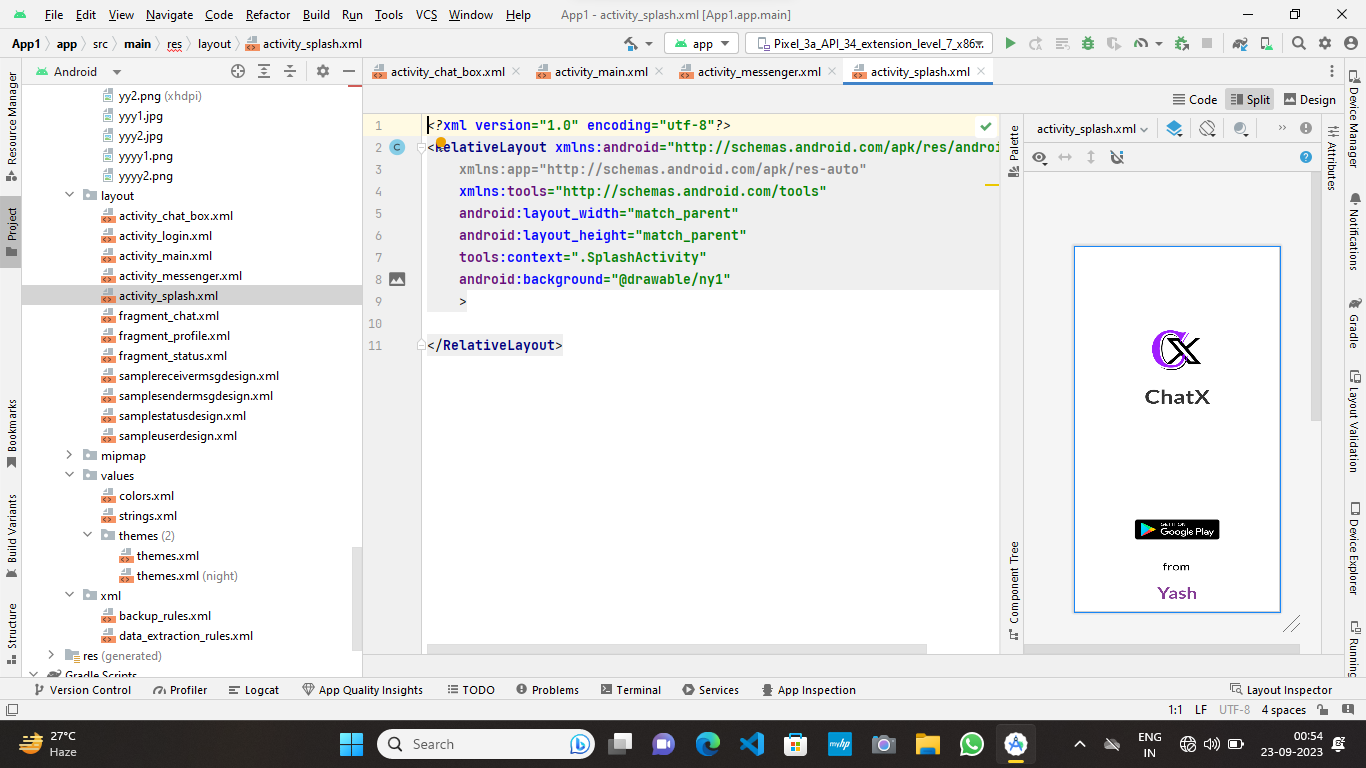 File Edit View Navigate Code Refactor Build Run Tools VCS Window Help App1 - activity_splash.xml [App1.app.main]
App1 app src main res layout activity_splash.xml app Pixel_3a_API_34_extension_level_7_x86...
Android
activity_chat_box.xml activity_main.xml activity_messenger.xml activity_splash.xml
Code Split Design
Resource Manager
Project
Bookmarks
Build Variants
Structure
yy2.png (xhdpi)
yyy1.jpg
yyy2.jpg
yyyy1.png
yyyy2.png
layout
activity_chat_box.xml
activity_login.xml
activity_main.xml
activity_messenger.xml
activity_splash.xml
fragment_chat.xml
fragment_profile.xml
fragment_status.xml
samplereceivermsgdesign.xml
samplesendermsgdesign.xml
samplestatusdesign.xml
sampleuserdesign.xml
mipmap
values
colors.xml
strings.xml
themes (2)
themes.xml
themes.xml (night)
xml
backup_rules.xml
data_extraction_rules.xml
res (generated)
Gradle Scripts
1 <?xml version="1.0" encoding="utf-8"?>
2 C <RelativeLayout xmlns:android="http://schemas.android.com/apk/res/androi
3 xmlns:app="http://schemas.android.com/apk/res-auto"
4 xmlns:tools="http://schemas.android.com/tools"
5 android:layout_width="match_parent"
6 android:layout_height="match_parent"
7 tools:context=".SplashActivity"
8 android:background="@drawable/ny1"
9 >
10
11 </RelativeLayout>
Palette
Component Tree
activity_splash.xml
ChatX
GET IT ON
Google Play
from
Yash
Attributes
Device Manager
Notifications
Gradle
Layout Validation
Device Explorer
Running
Version Control Profiler Logcat App Quality Insights TODO Problems Terminal Services App Inspection Layout Inspector
1:1 LF UTF-8 4 spaces
27°C
Haze
Search
myhp
ENG
IN
00:54
23-09-2023